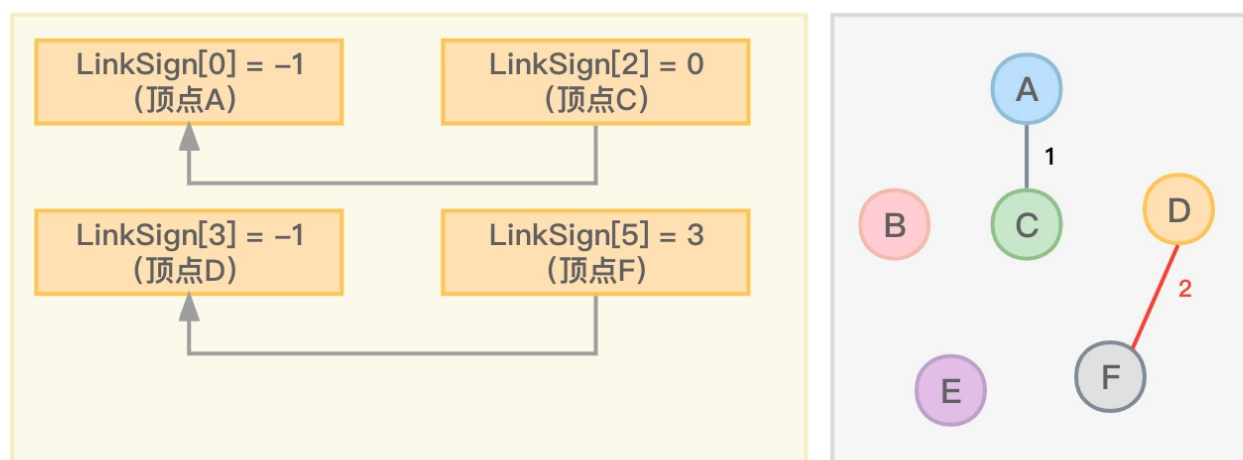 LinkSign[0] = –1
（顶点A）
LinkSign[2] = 0
（顶点C）
LinkSign[3] = –1
（顶点D）
LinkSign[5] = 3
（顶点F）
A
1
B
C
D
2
E
F